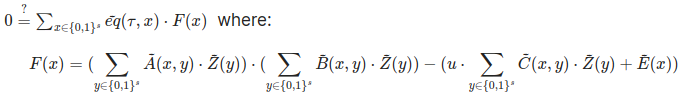 0 ≟ ∑_{x∈{0,1}^s} ẽq(τ, x) · F(x) where:
F(x) = ( ∑_{y∈{0,1}^s} Ã(x, y) · Z̃(y)) · ( ∑_{y∈{0,1}^s} B̃(x, y) · Z̃(y)) − (u · ∑_{y∈{0,1}^s} C̃(x, y) · Z̃(y) + Ẽ(x))